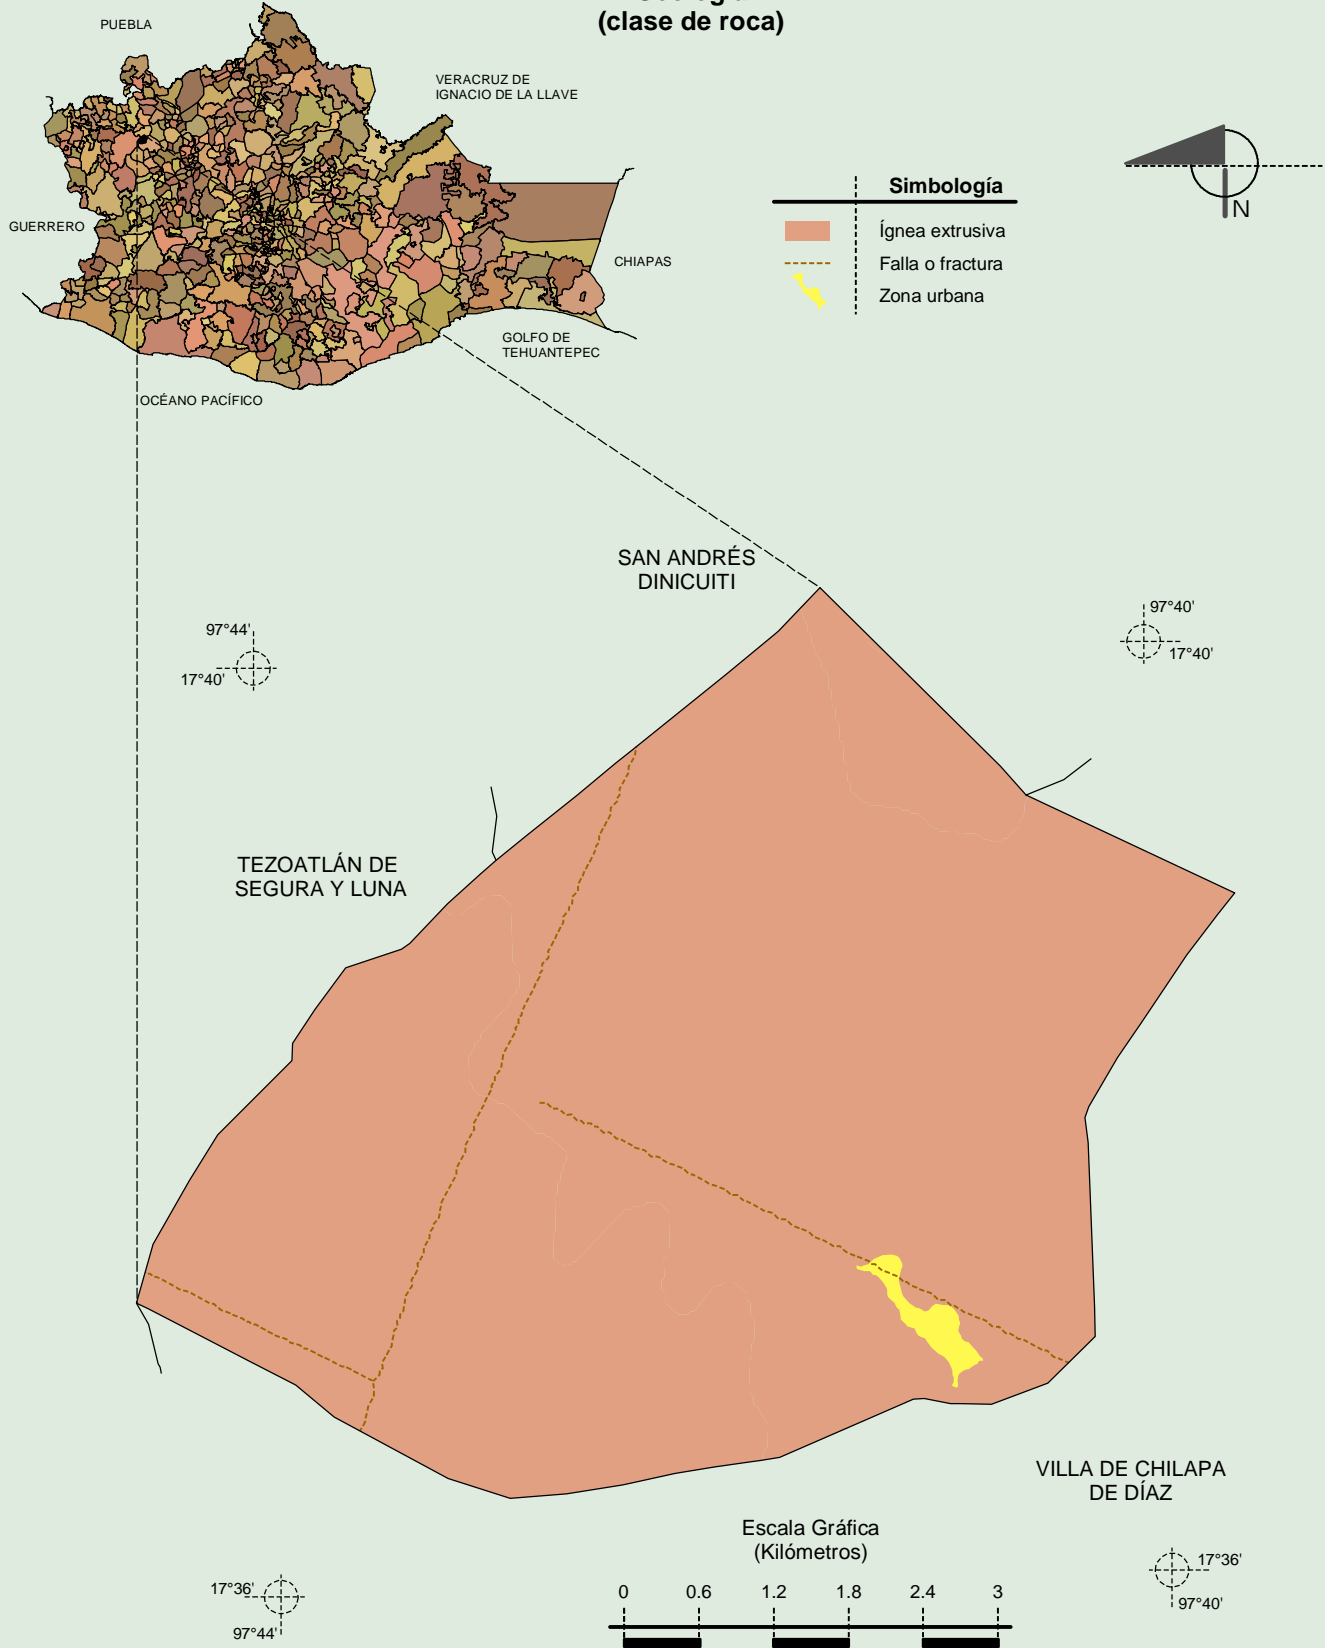 (clase de roca)
PUEBLA
VERACRUZ DE
IGNACIO DE LA LLAVE
GUERRERO
CHIAPAS
GOLFO DE
TEHUANTEPEC
OCÉANO PACÍFICO
Simbología
Ígnea extrusiva
Falla o fractura
Zona urbana
N
SAN ANDRÉS
DINICUITI
97°44'
17°40'
97°40'
17°40'
TEZOATLÁN DE
SEGURA Y LUNA
VILLA DE CHILAPA
DE DÍAZ
Escala Gráfica
(Kilómetros)
0 0.6 1.2 1.8 2.4 3
17°36'
97°44'
17°36'
97°40'